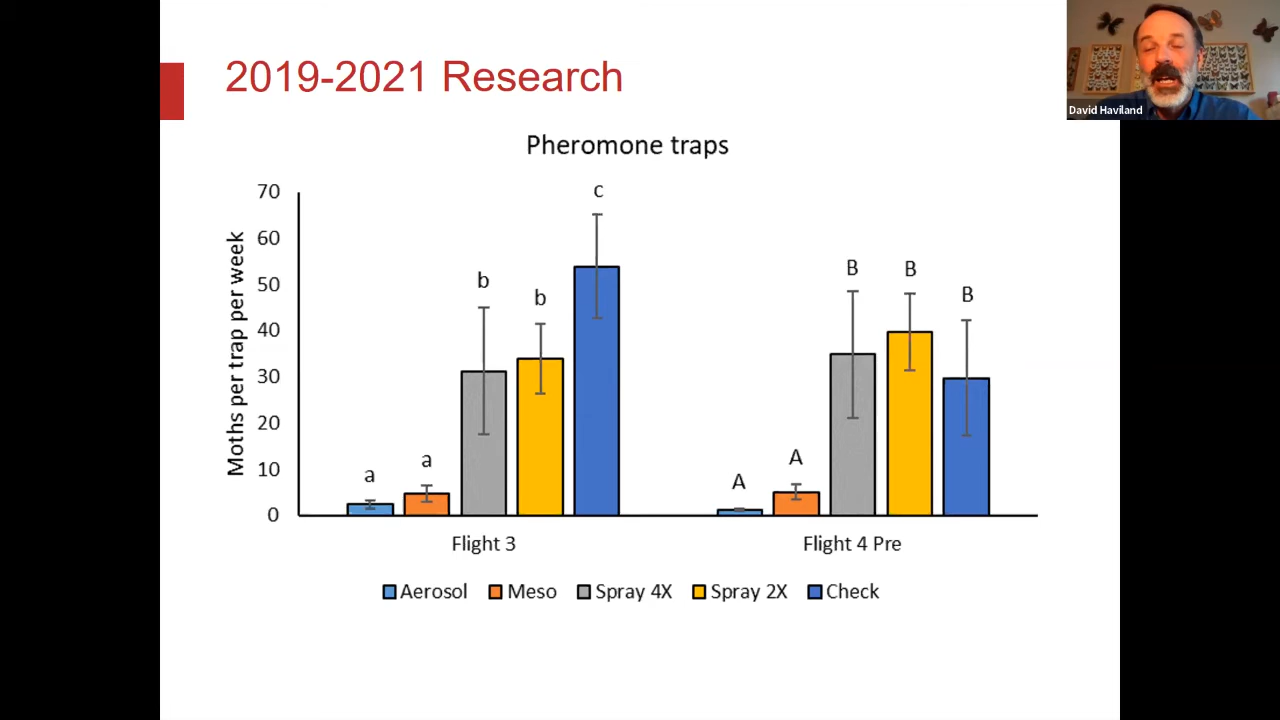 2019-2021 Research
David Haviland
Pheromone traps
Moths per trap per week
70
60
50
40
30
20
10
0
a
a
b
b
c
A
A
B
B
B
Flight 3
Flight 4 Pre
Aerosol
Meso
Spray 4X
Spray 2X
Check